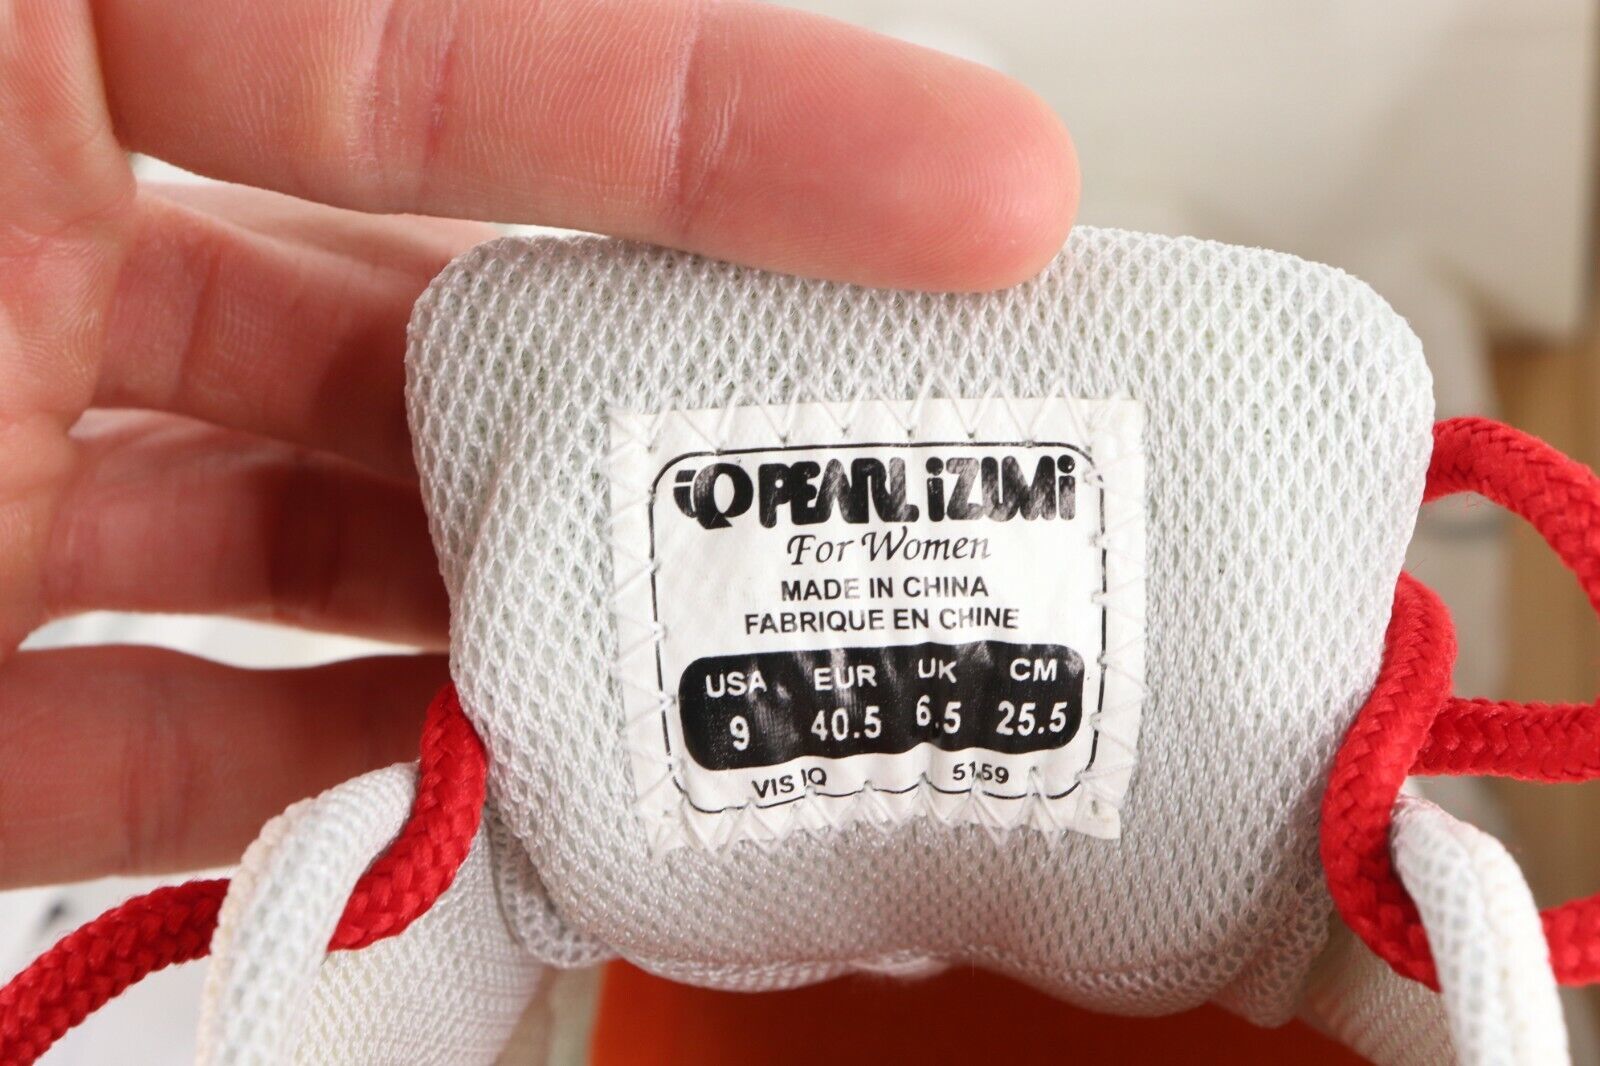 PEARL iZUMi
For Women
MADE IN CHINA
FABRIQUE EN CHINE
USA EUR UK CM
9 40.5 6.5 25.5
VIS IQ 5159